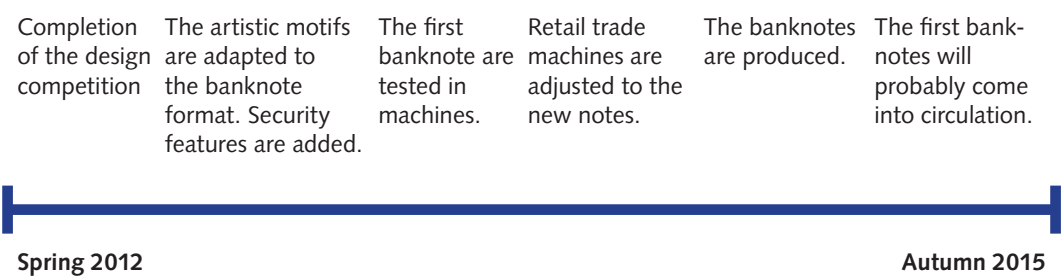 Completion
of the design
competition
The artistic motifs
are adapted to
the banknote
format. Security
features are added.
The first
banknote are
tested in
machines.
Retail trade
machines are
adjusted to the
new notes.
The banknotes
are produced.
The first bank-
notes will
probably come
into circulation.
Spring 2012
Autumn 2015